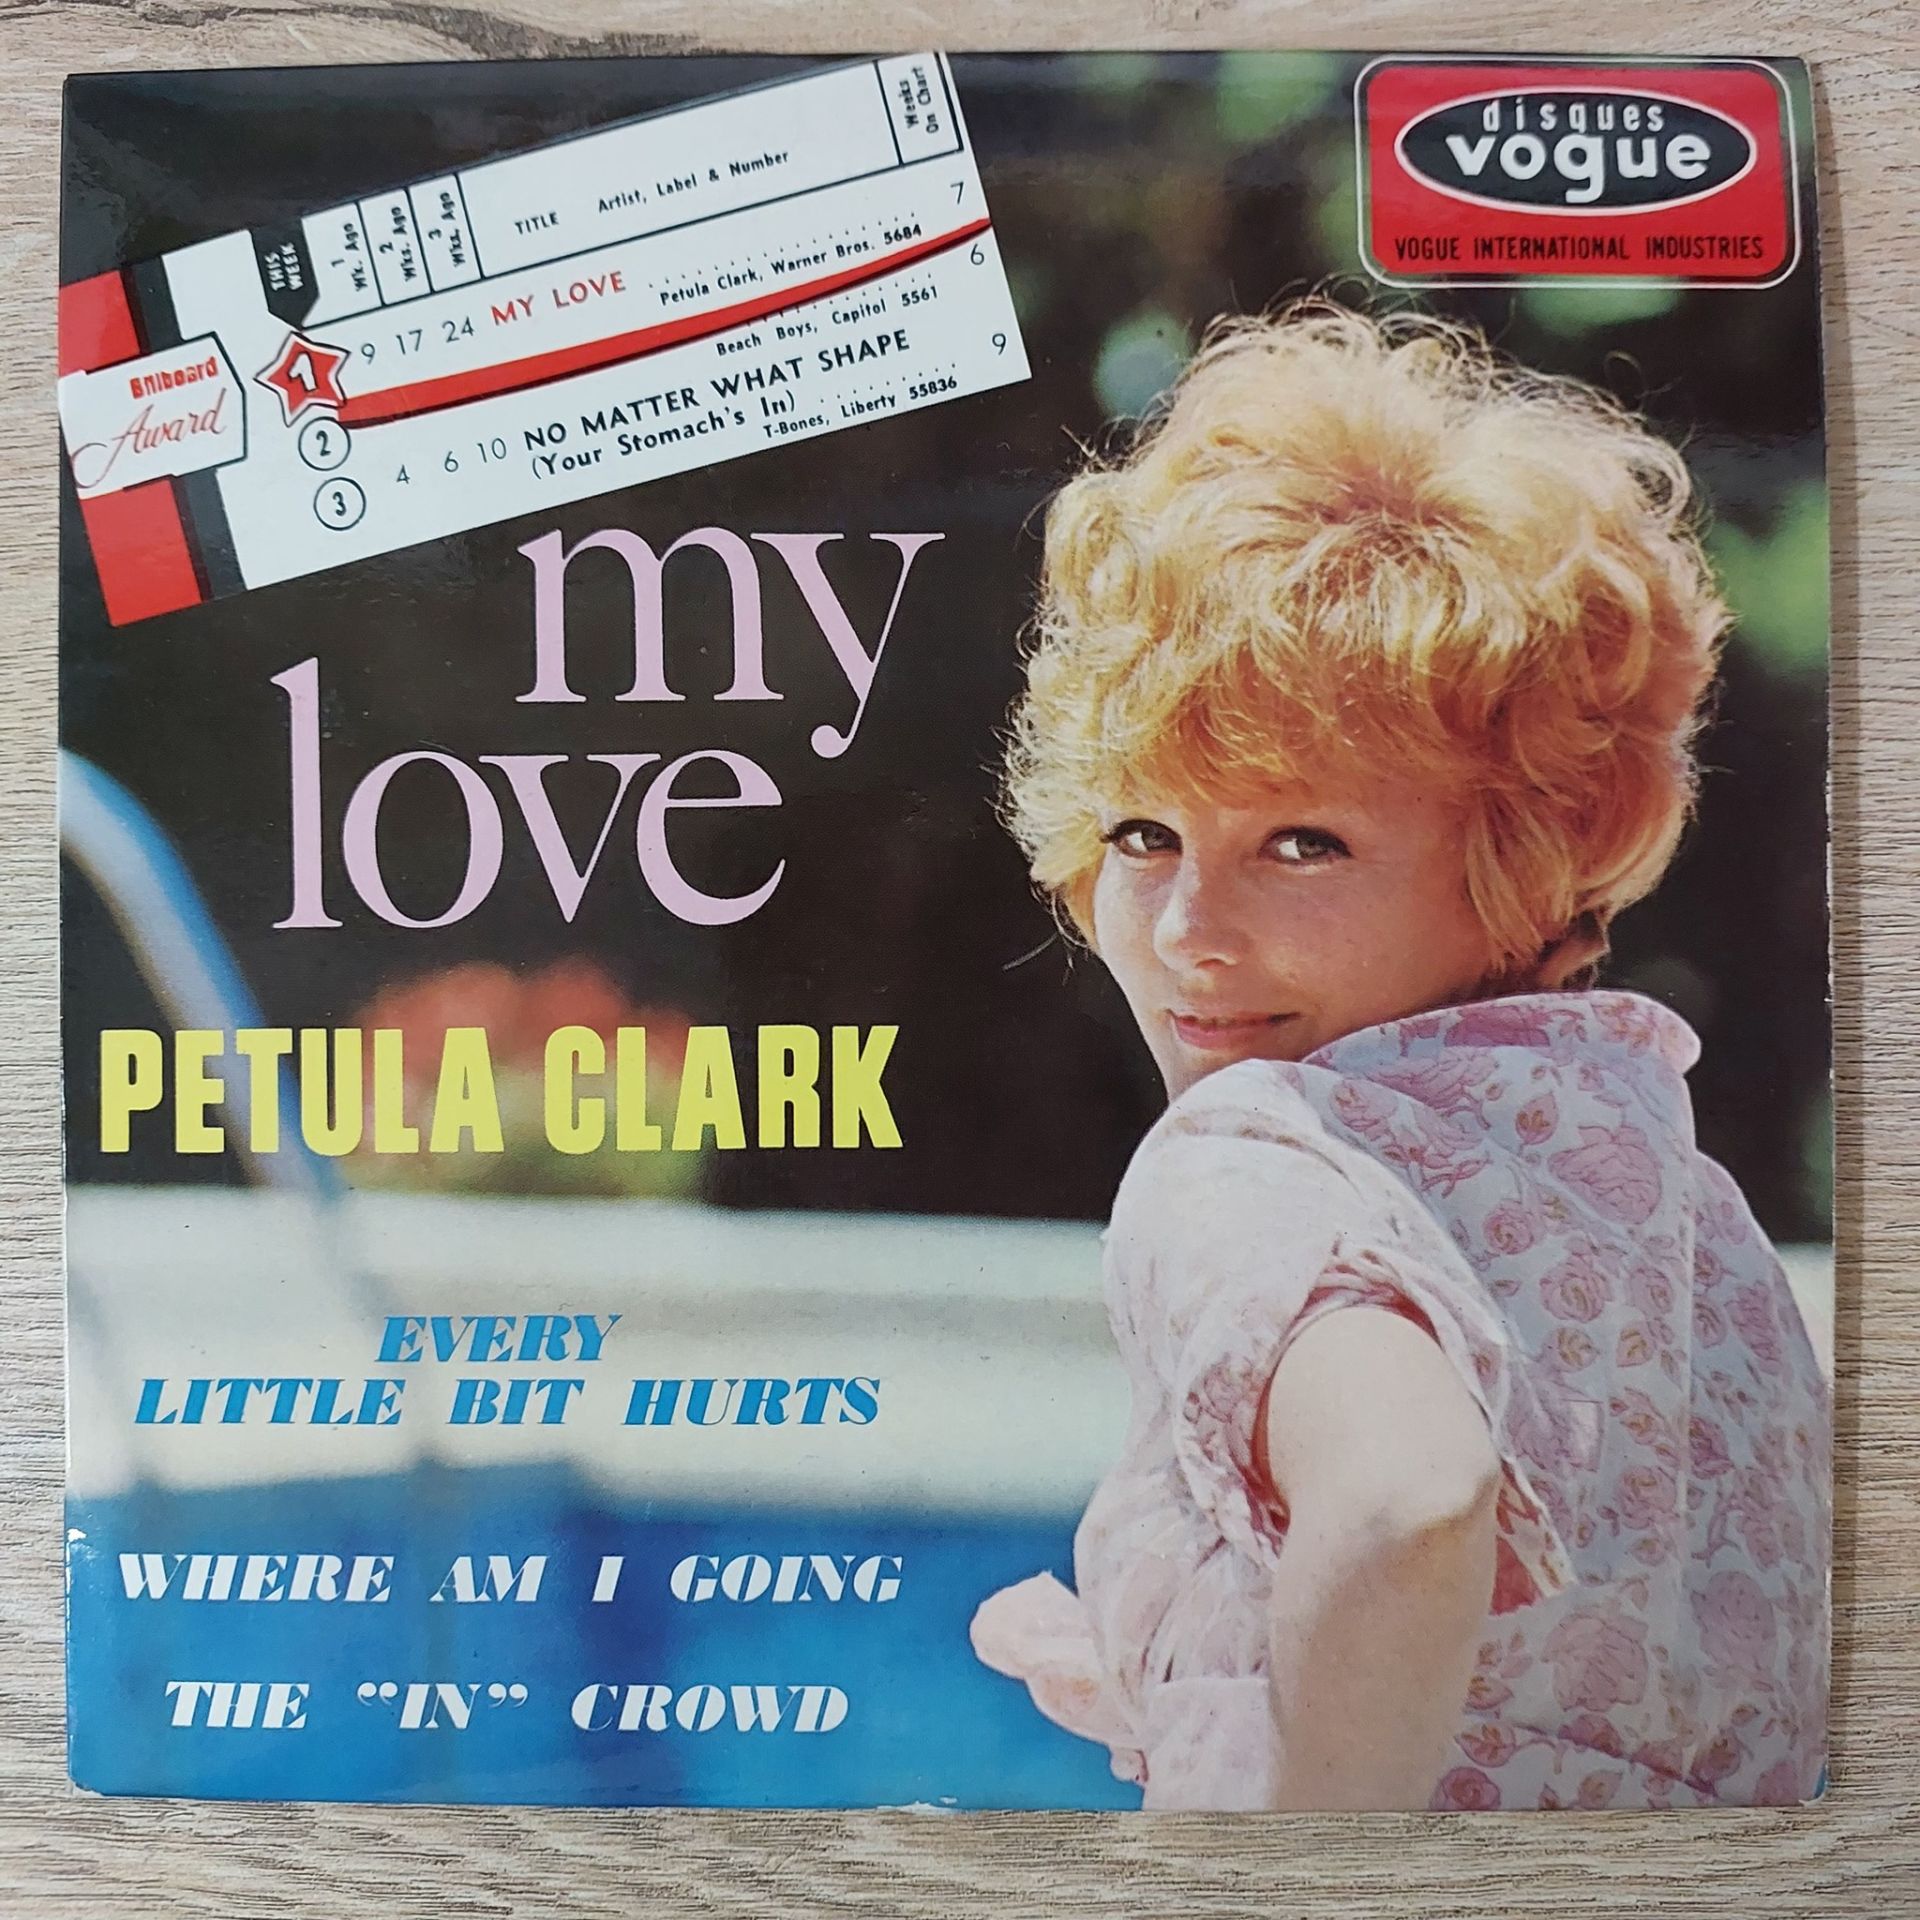 disques
vogue
VOGUE INTERNATIONAL INDUSTRIES
THIS WEEK
1 Wk. Ago
2 Wks. Ago
3 Wks. Ago
TITLE Artist, Label & Number
Weeks On Chart
Billboard
Award
1 9 17 24 MY LOVE . . . . . . . . . . . . 7
Petula Clark, Warner Bros. 5684
2 6
Beach Boys, Capitol 5561
3 4 6 10 NO MATTER WHAT SHAPE
(Your Stomach's In) . . . . . . . . . 9
T-Bones, Liberty 55836
my
love
PETULA CLARK
EVERY
LITTLE BIT HURTS
WHERE AM I GOING
THE “IN” CROWD